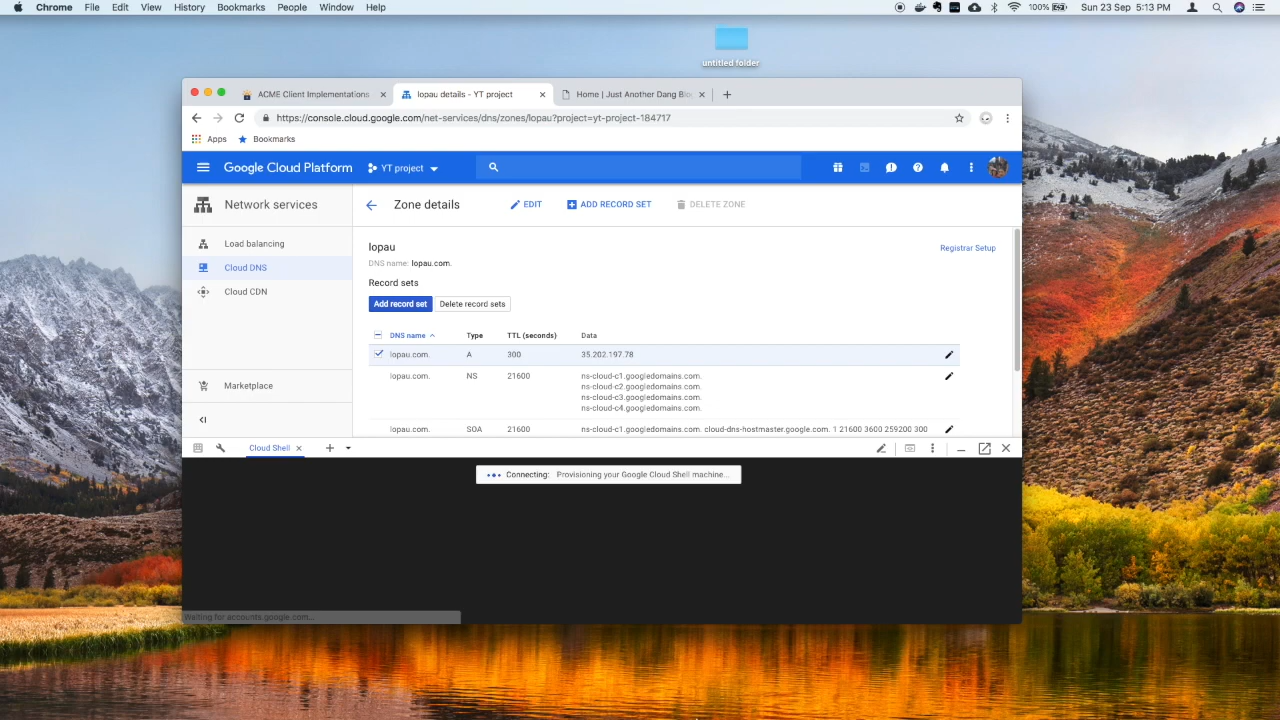 Chrome File Edit View History Bookmarks People Window Help 100% Sun 23 Sep 5:13 PM
untitled folder
ACME Client Implementations lopau details - YT project Home | Just Another Dang Blo
https://console.cloud.google.com/net-services/dns/zones/lopau?project=yt-project-184717
Apps Bookmarks
Google Cloud Platform YT project
Network services Zone details EDIT ADD RECORD SET DELETE ZONE
Load balancing
Cloud DNS
Cloud CDN
Marketplace
lopau Registrar Setup
DNS name: lopau.com.
Record sets
Add record set Delete record sets
DNS name Type TTL (seconds) Data
lopau.com. A 300 35.202.197.78
lopau.com. NS 21600 ns-cloud-c1.googledomains.com.
ns-cloud-c2.googledomains.com.
ns-cloud-c3.googledomains.com.
ns-cloud-c4.googledomains.com.
lopau.com. SOA 21600 ns-cloud-c1.googledomains.com. cloud-dns-hostmaster.google.com. 1 21600 3600 259200 300
Cloud Shell
Connecting: Provisioning your Google Cloud Shell machine...
Waiting for accounts.google.com...